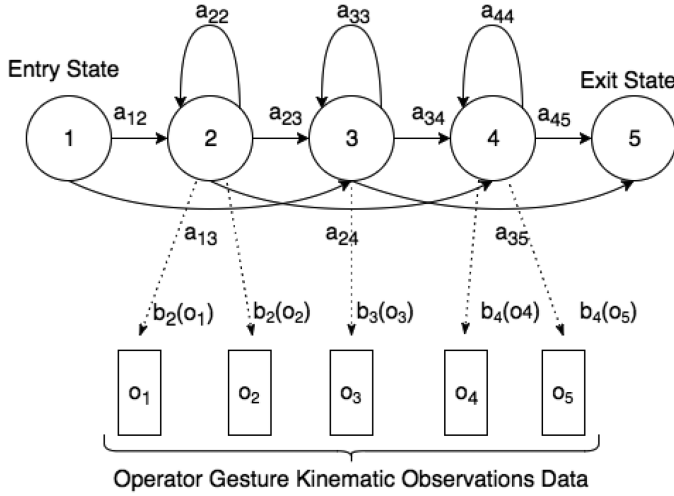 a₂₂ a₃₃ a₄₄
Entry State Exit State
a₁₂ a₂₃ a₃₄ a₄₅
1 2 3 4 5
a₁₃ a₂₄ a₃₅
b₂(o₁) b₂(o₂) b₃(o₃) b₄(o4) b₄(o₅)
o₁ o₂ o₃ o₄ o₅
Operator Gesture Kinematic Observations Data